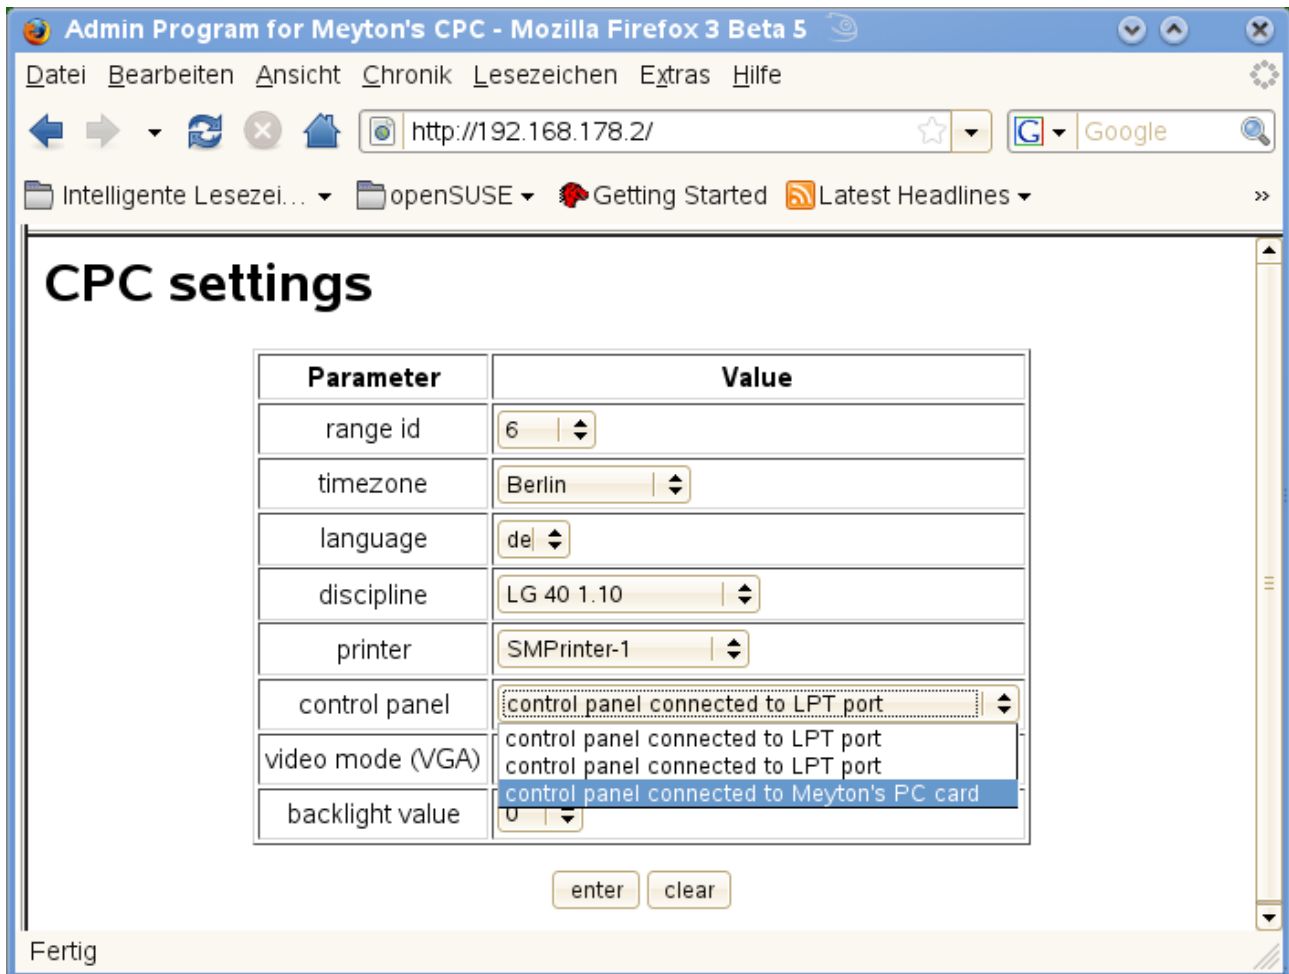 Admin Program for Meyton's CPC - Mozilla Firefox 3 Beta 5
Datei Bearbeiten Ansicht Chronik Lesezeichen Extras Hilfe
http://192.168.178.2/ G Google
Intelligente Lesezei... openSUSE Getting Started Latest Headlines »
CPC settings
Parameter Value
range id 6
timezone Berlin
language de
discipline LG 40 1.10
printer SMPrinter-1
control panel control panel connected to LPT port
control panel connected to LPT port
video mode (VGA) control panel connected to LPT port
control panel connected to Meyton's PC card
backlight value 0
enter clear
Fertig